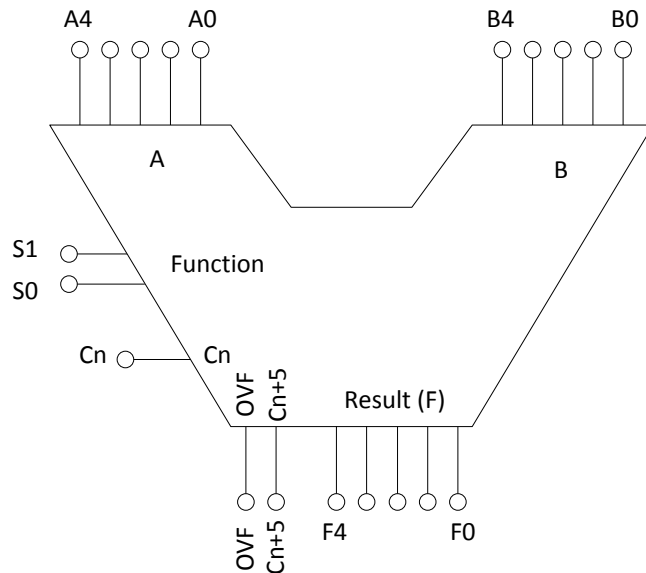 A4 A0 B4 B0
A
B
S1
Function
S0
Cn Cn
OVF
Cn+5
Result (F)
OVF
Cn+5
F4 F0